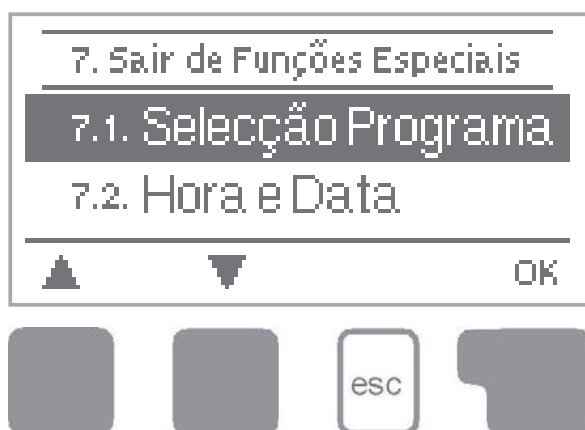 7. Sair de Funções Especiais
7.1. Selecção Programa
7.2. Hora e Data
OK
esc